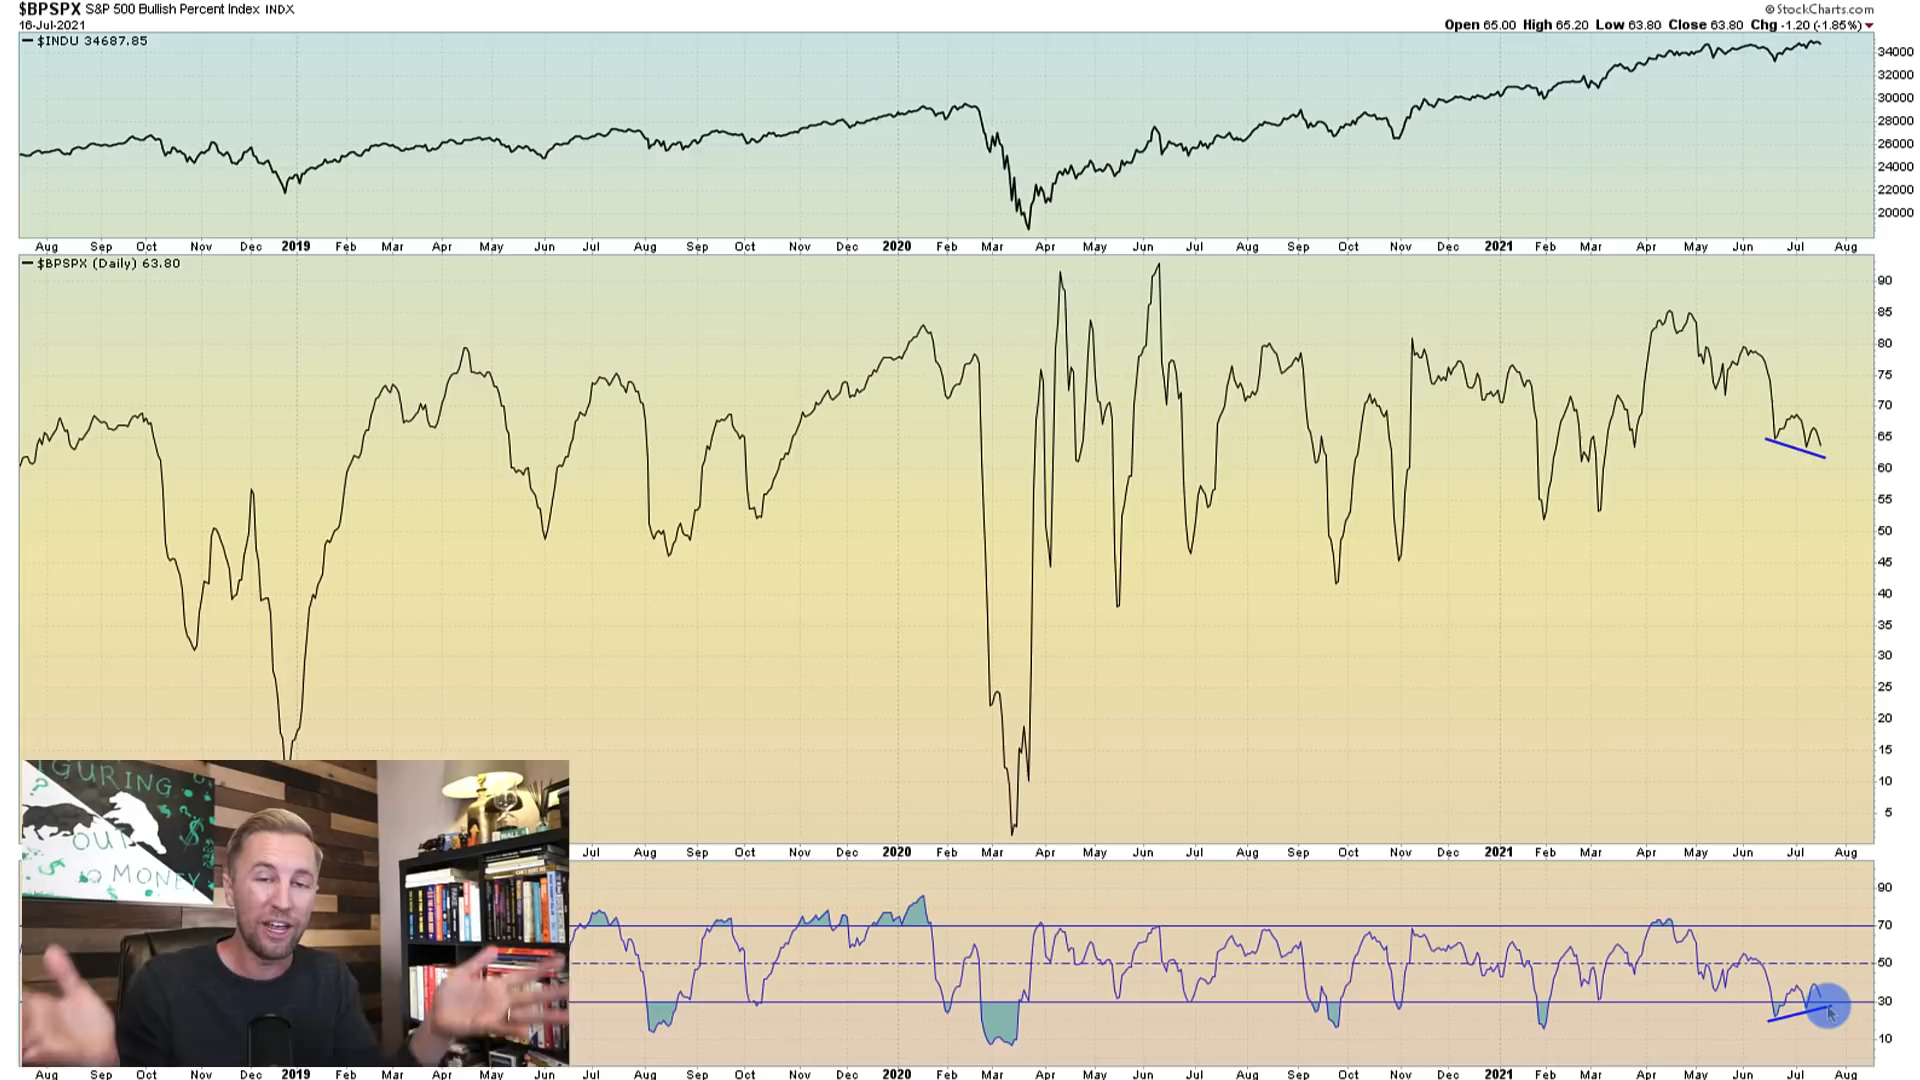 $BPSPX S&P 500 Bullish Percent Index INDX
© StockCharts.com
16-Jul-2021
Open 65.00 High 65.20 Low 63.80 Close 63.80 Chg -1.20 (-1.85%)
$INDU 34687.85
34000
32000
30000
28000
26000
24000
22000
20000
Aug Sep Oct Nov Dec 2019 Feb Mar Apr May Jun Jul Aug Sep Oct Nov Dec 2020 Feb Mar Apr May Jun Jul Aug Sep Oct Nov Dec 2021 Feb Mar Apr May Jun Jul Aug
$BPSPX (Daily) 63.80
90
85
80
75
70
65
60
55
50
45
40
35
30
25
20
15
10
5
Jul Aug Sep Oct Nov Dec 2020 Feb Mar Apr May Jun Jul Aug Sep Oct Nov Dec 2021 Feb Mar Apr May Jun Jul Aug
90
70
50
30
10
IGURING
?
$
OUT
MONEY
Aug Sep Oct Nov Dec 2019 Feb Mar Apr May Jun Jul Aug Sep Oct Nov Dec 2020 Feb Mar Apr May Jun Jul Aug Sep Oct Nov Dec 2021 Feb Mar Apr May Jun Jul Aug